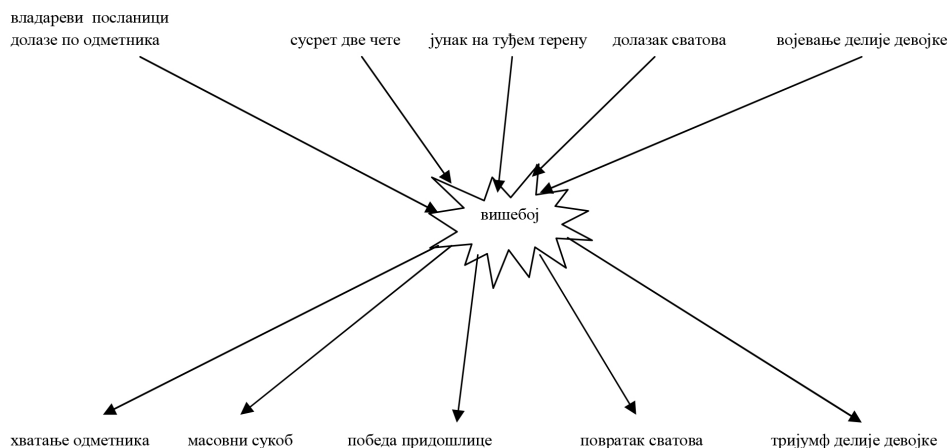 владареви посланици
долазе по одметника
сусрет две чете
јунак на туђем терену
долазак сватова
војевање делије девојке
вишебој
хватање одметника
масовни сукоб
победа придошлице
повратак сватова
тријумф делије девојке